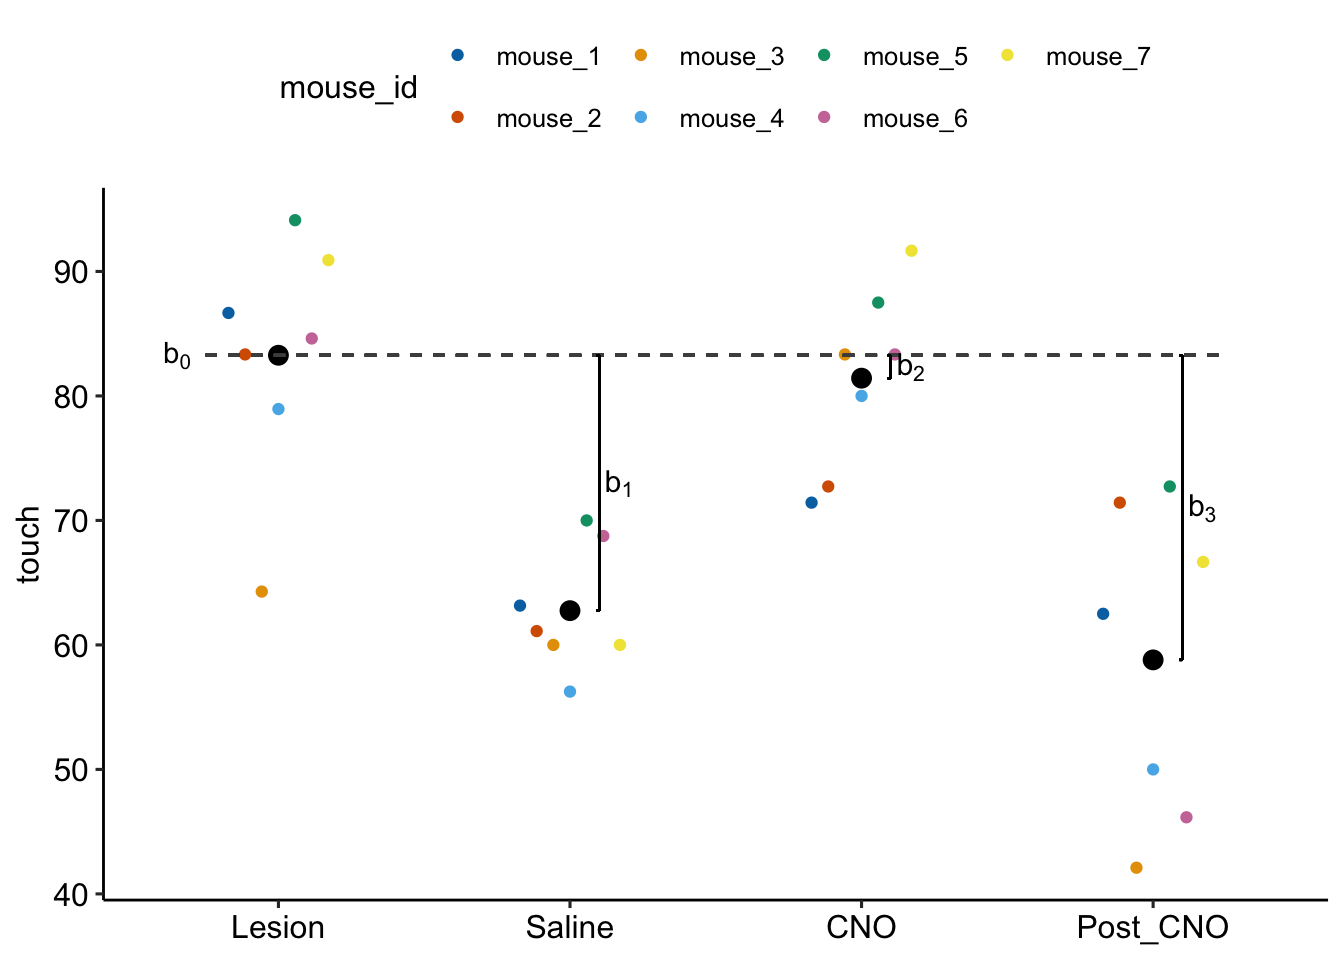 mouse_id
mouse_1 mouse_3 mouse_5 mouse_7
mouse_2 mouse_4 mouse_6
touch
90
80
70
60
50
40
b0
b1
b2
b3
Lesion Saline CNO Post_CNO